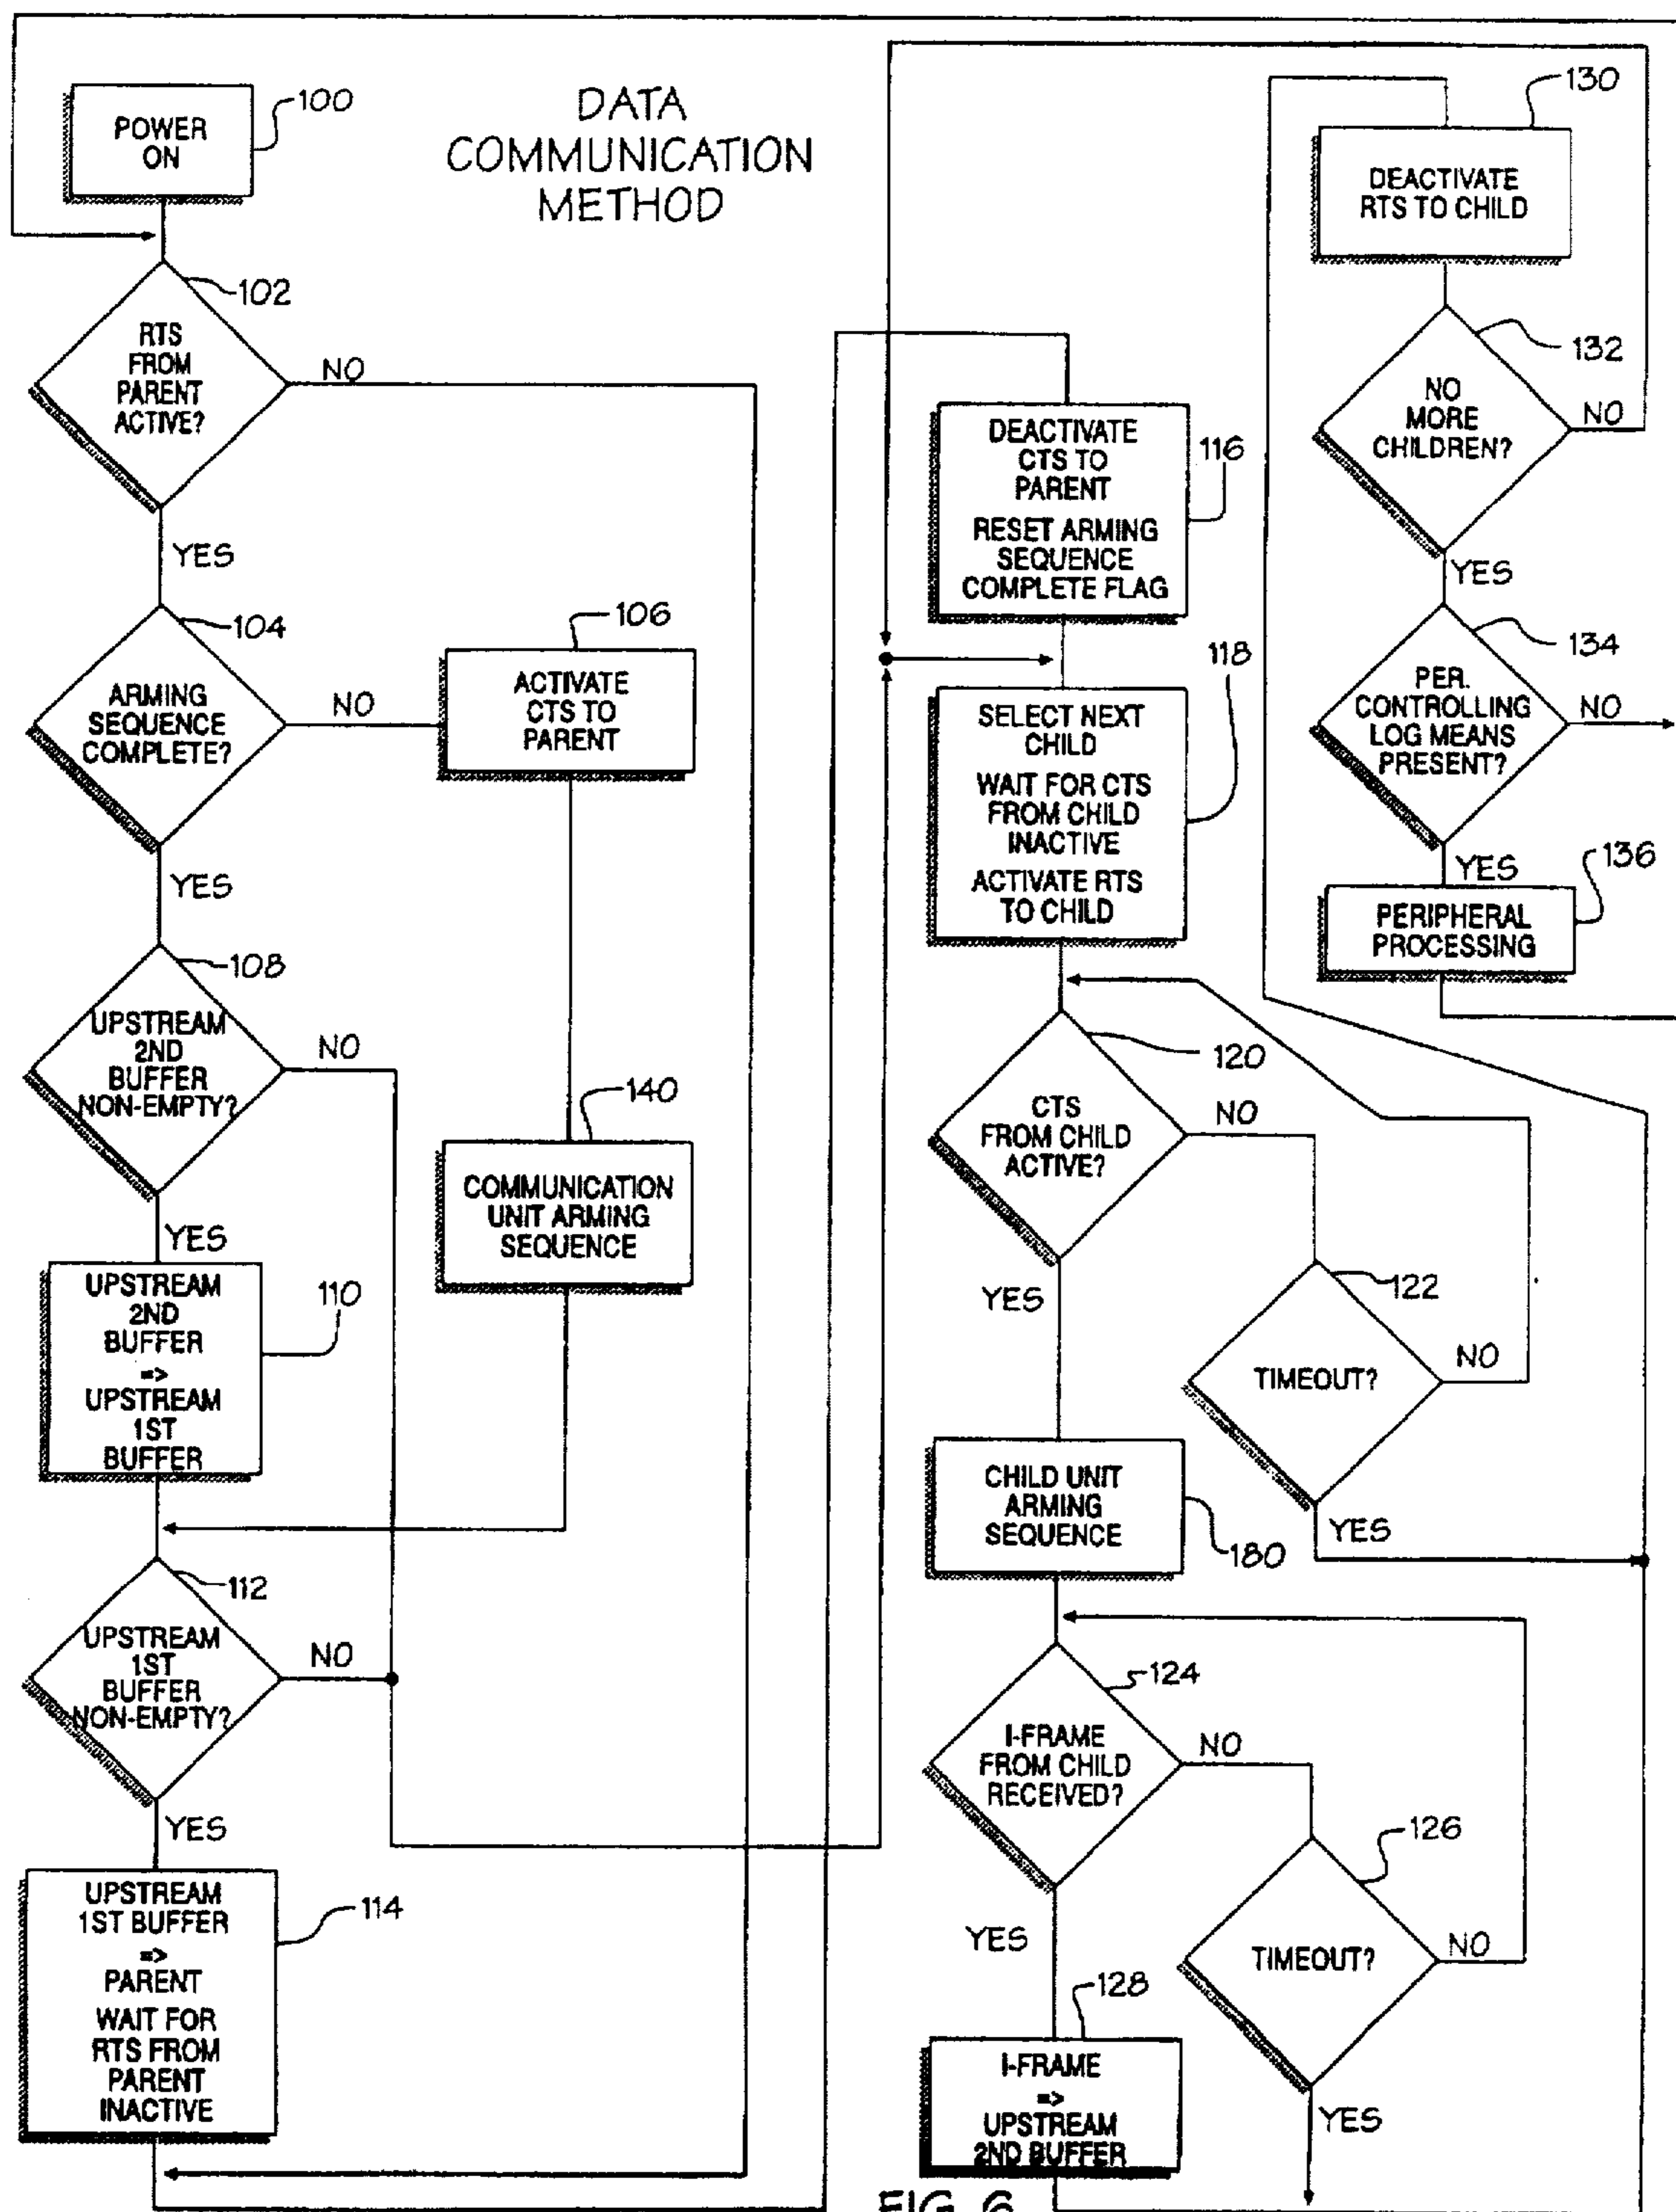 DATA
COMMUNICATION
METHOD
POWER
ON
100
RTS
FROM
PARENT
ACTIVE?
102
NO
YES
ARMING
SEQUENCE
COMPLETE?
104
NO
YES
ACTIVATE
CTS TO
PARENT
106
UPSTREAM
2ND
BUFFER
NON-EMPTY?
108
NO
YES
COMMUNICATION
UNIT ARMING
SEQUENCE
140
UPSTREAM
2ND
BUFFER
=>
UPSTREAM
1ST
BUFFER
110
UPSTREAM
1ST
BUFFER
NON-EMPTY?
112
NO
YES
UPSTREAM
1ST BUFFER
=>
PARENT
WAIT FOR
RTS FROM
PARENT
INACTIVE
114
DEACTIVATE
CTS TO
PARENT
RESET ARMING
SEQUENCE
COMPLETE FLAG
116
SELECT NEXT
CHILD
WAIT FOR CTS
FROM CHILD
INACTIVE
ACTIVATE RTS
TO CHILD
118
CTS
FROM CHILD
ACTIVE?
120
NO
YES
TIMEOUT?
122
NO
YES
CHILD UNIT
ARMING
SEQUENCE
180
I-FRAME
FROM CHILD
RECEIVED?
124
NO
YES
TIMEOUT?
126
NO
YES
I-FRAME
=>
UPSTREAM
2ND BUFFER
128
DEACTIVATE
RTS TO CHILD
130
NO
MORE
CHILDREN?
132
NO
YES
PER.
CONTROLLING
LOG MEANS
PRESENT?
134
NO
YES
PERIPHERAL
PROCESSING
136
FIG. 6